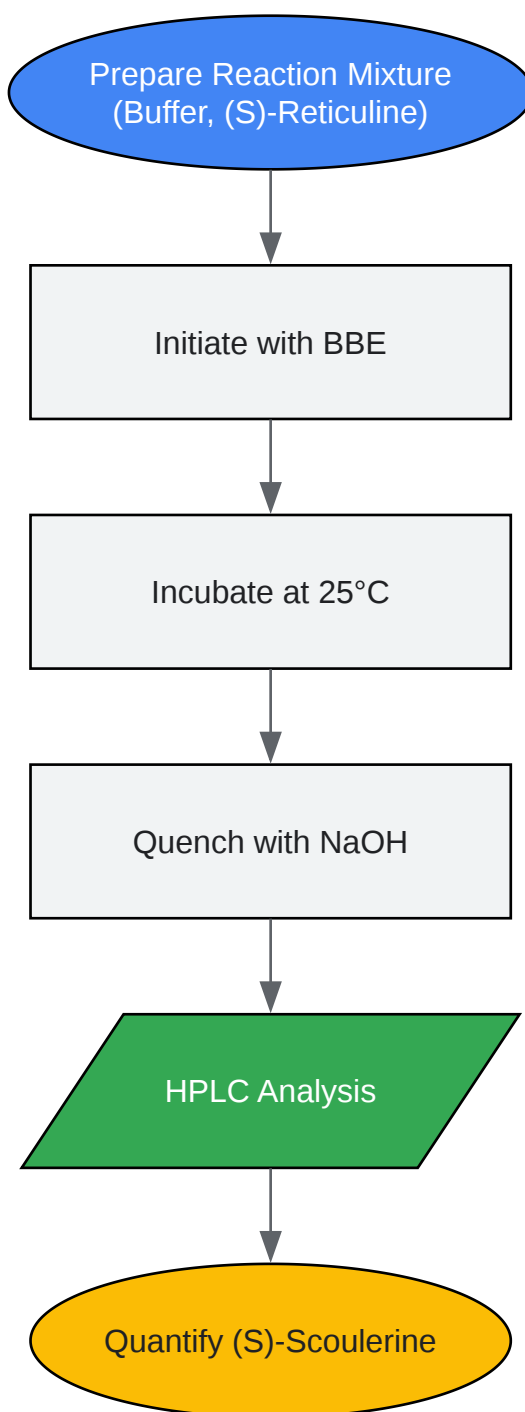 Prepare Reaction Mixture
(Buffer, (S)-Reticuline)
Initiate with BBE
Incubate at 25°C
Quench with NaOH
HPLC Analysis
Quantify (S)-Scoulerine